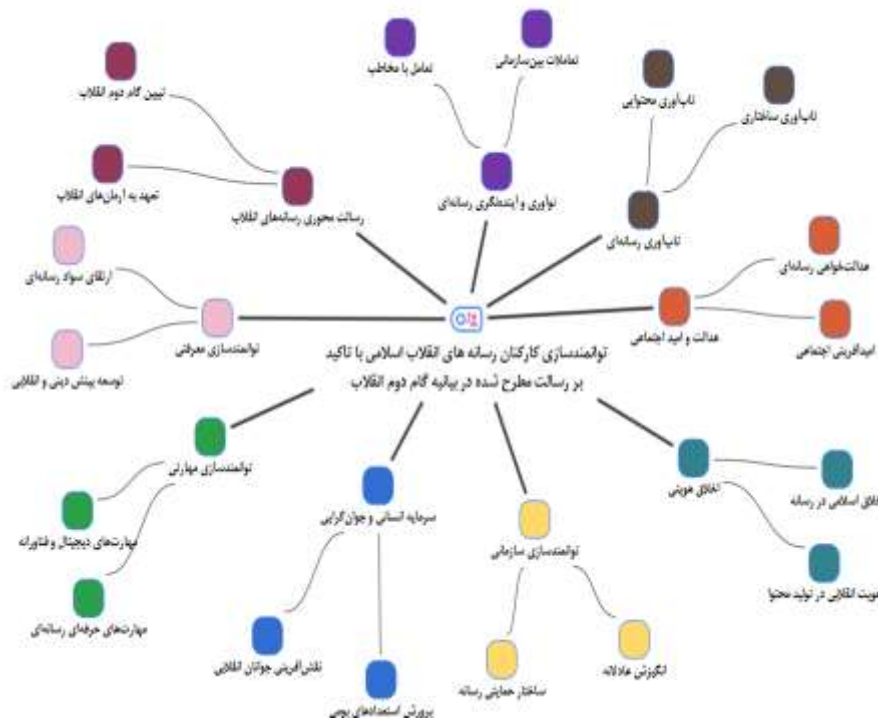 تعاملات بین‌سازمانی
تعامل با مخاطب
نوآوری و آینده‌نگری رسانه‌ای
تاب‌آوری محتوایی
تاب‌آوری ساختاری
تاب‌آوری رسانه‌ای
تبیین گام دوم انقلاب
تعهد به آرمان‌های انقلاب
رسالت محوری رسانه‌های انقلاب
عدالت‌خواهی رسانه‌ای
امیدآفرینی اجتماعی
عدالت و امید اجتماعی
ارتقای سواد رسانه‌ای
توسعه بینش دینی و انقلابی
توانمندسازی معرفتی
توانمندسازی کارکنان رسانه های انقلاب اسلامی با تاکید
بر رسالت مطرح شده در بیانیه گام دوم انقلاب
توانمندسازی مهارتی
مهارت‌های دیجیتال و فناورانه
مهارت‌های حرفه‌ای رسانه‌ای
سرمایه انسانی و جوان‌گرایی
نقش‌آفرینی جوانان انقلابی
پرورش استعدادهای بومی
توانمندسازی سازمانی
ساختار حمایتی رسانه
انگیزش عادلانه
اخلاق هویتی
اخلاق اسلامی در رسانه
هویت انقلابی در تولید محتوا